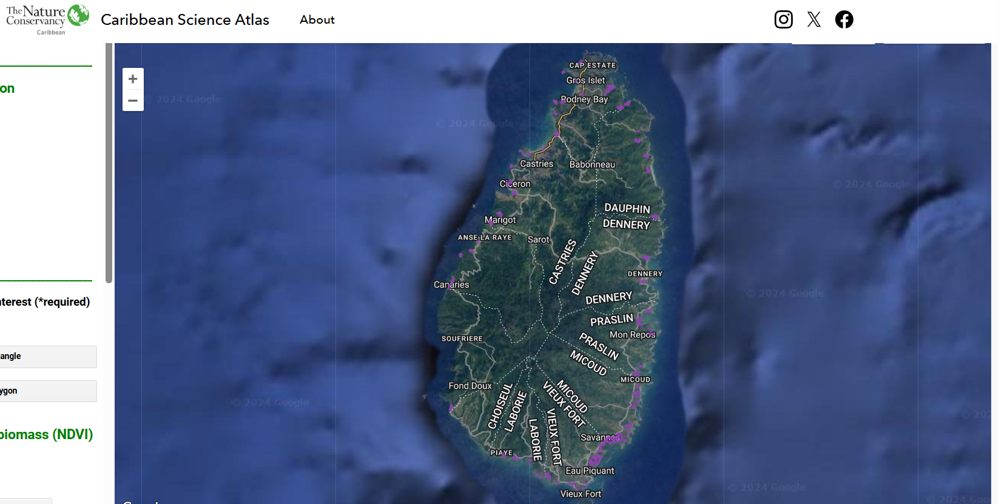 The Nature
Conservancy
Caribbean
Caribbean Science Atlas
About
on
nterest (*required)
angle
ygon
biomass (NDVI)
+
−
© 2024 Google
© 2024 Google
© 2024 Google
© 2024 Google
© 2024 Google
© 2024 Google
CAP ESTATE
Gros Islet
Rodney Bay
Castries
Babonneau
Ciceron
DAUPHIN
DENNERY
Marigot
ANSE LA RAYE
Sarot
CASTRIES
DENNERY
DENNERY
Canaries
DENNERY
PRASLIN
Mon Repos
SOUFRIERE
PRASLIN
MICOUD
MICOUD
Fond Doux
CHOISEUL
LABORIE
MICOUD
VIEUX FORT
LABORIE
VIEUX FORT
Savannes
PIAYE
Eau Piquant
Vieux Fort